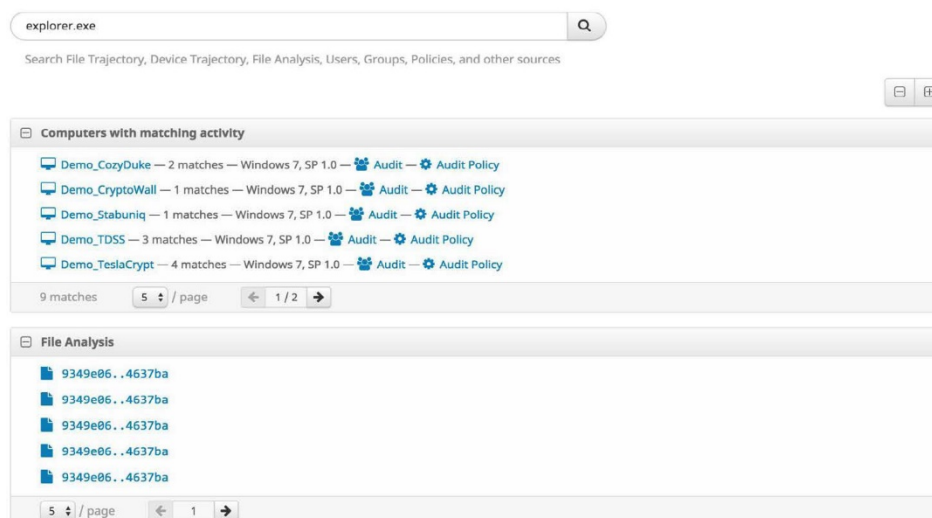 explorer.exe
Search File Trajectory, Device Trajectory, File Analysis, Users, Groups, Policies, and other sources
Computers with matching activity
Demo_CozyDuke — 2 matches — Windows 7, SP 1.0 — Audit — Audit Policy
Demo_CryptoWall — 1 matches — Windows 7, SP 1.0 — Audit — Audit Policy
Demo_Stabuniq — 1 matches — Windows 7, SP 1.0 — Audit — Audit Policy
Demo_TDSS — 3 matches — Windows 7, SP 1.0 — Audit — Audit Policy
Demo_TeslaCrypt — 4 matches — Windows 7, SP 1.0 — Audit — Audit Policy
9 matches 5 / page 1 / 2
File Analysis
9349e06..4637ba
9349e06..4637ba
9349e06..4637ba
9349e06..4637ba
9349e06..4637ba
5 / page 1